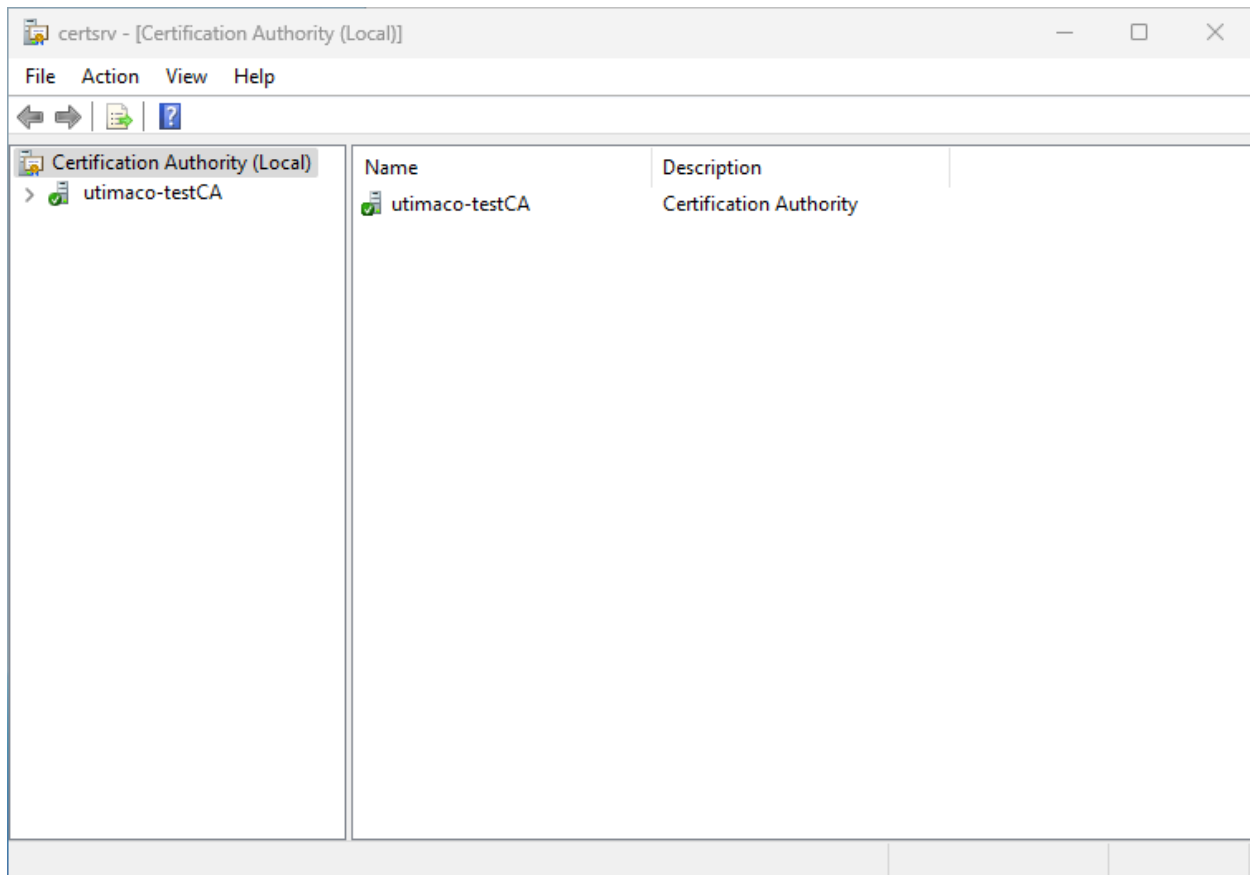 certsrv - [Certification Authority (Local)]
File Action View Help
Certification Authority (Local)
utimaco-testCA
Name Description
utimaco-testCA Certification Authority